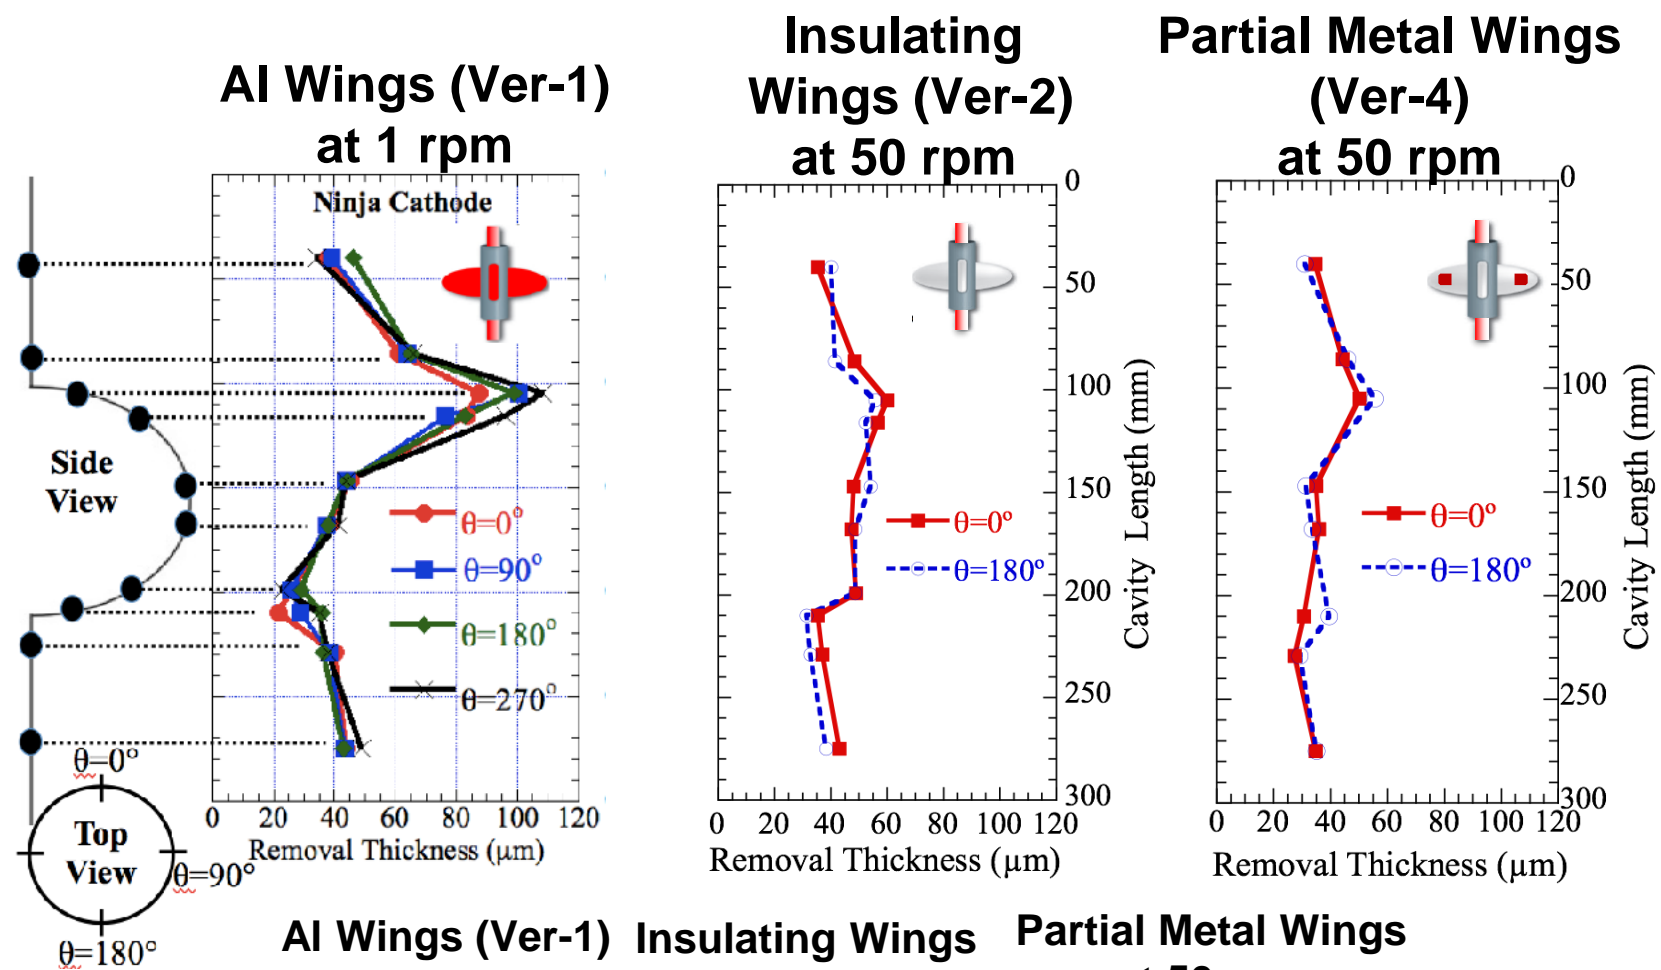 Al Wings (Ver-1)
at 1 rpm
Insulating
Wings (Ver-2)
at 50 rpm
Partial Metal Wings
(Ver-4)
at 50 rpm
Ninja Cathode
Side
View
θ=0°
θ=90°
θ=180°
θ=270°
0 20 40 60 80 100 120
Removal Thickness (μm)
θ=0°
Top
View
θ=90°
θ=180°
0
50
100
150
200
250
300
Cavity Length (mm)
θ=0º
θ=180º
0 20 40 60 80 100 120
Removal Thickness (μm)
0
50
100
150
200
250
300
Cavity Length (mm)
θ=0º
θ=180º
0 20 40 60 80 100 120
Removal Thickness (μm)
Al Wings (Ver-1)
Insulating Wings
Partial Metal Wings